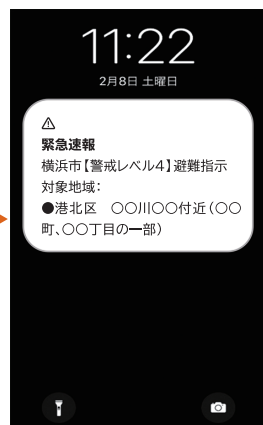 11:22
2月8日 土曜日
緊急速報
横浜市【警戒レベル4】避難指示
対象地域：
●港北区　〇〇川〇〇付近（〇〇
町、〇〇丁目の一部）